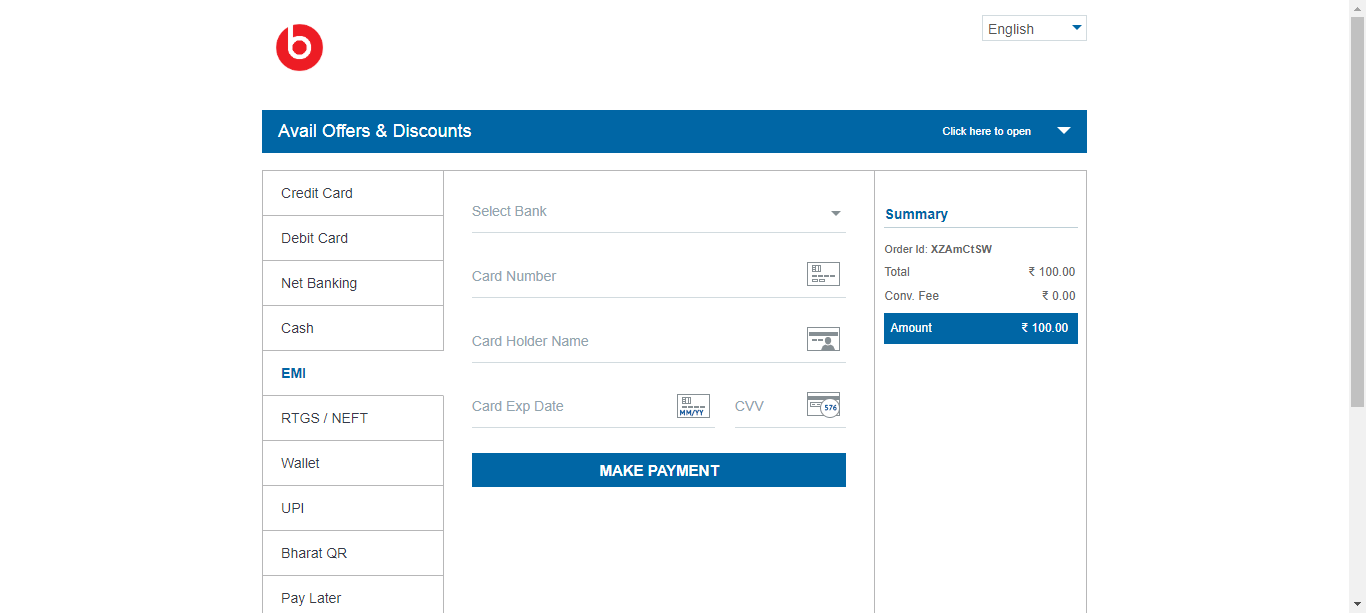 English
Avail Offers & Discounts
Click here to open
Credit Card
Debit Card
Net Banking
Cash
EMI
RTGS / NEFT
Wallet
UPI
Bharat QR
Pay Later
Select Bank
Card Number
Card Holder Name
Card Exp Date
MM/YY
CVV
576
MAKE PAYMENT
Summary
Order Id: XZAmCtSW
Total ₹ 100.00
Conv. Fee ₹ 0.00
Amount ₹ 100.00